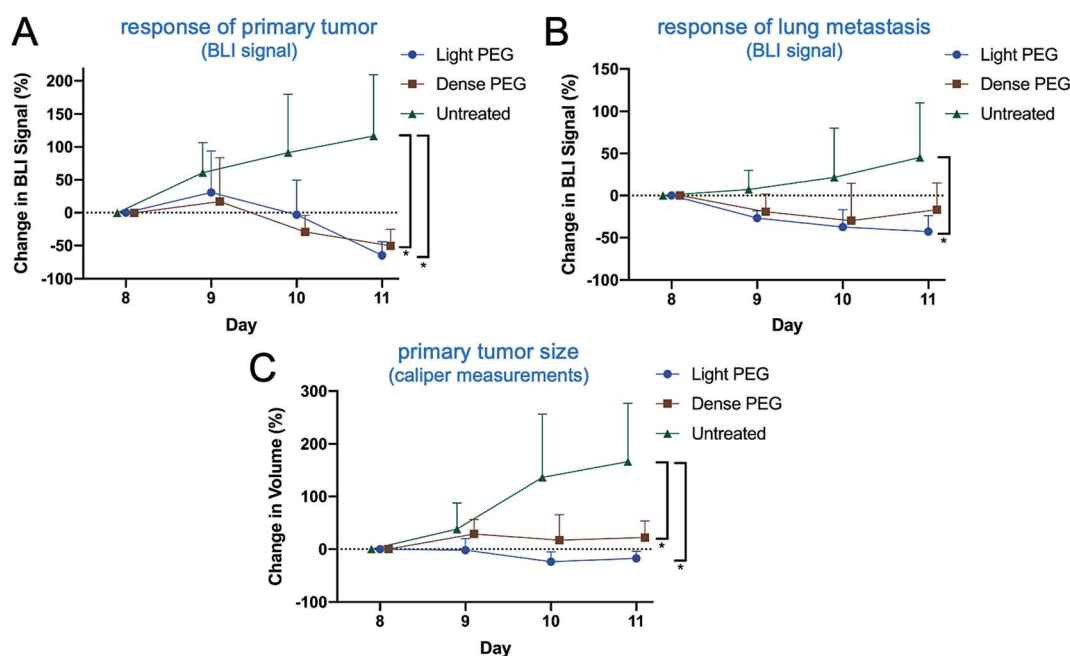 A
response of primary tumor
(BLI signal)
Light PEG
Dense PEG
Untreated
Change in BLI Signal (%)
200
150
100
50
0
-50
-100
8
9
10
11
Day
*
*
B
response of lung metastasis
(BLI signal)
Light PEG
Dense PEG
Untreated
Change in BLI Signal (%)
150
100
50
0
-50
-100
8
9
10
11
Day
*
C
primary tumor size
(caliper measurements)
Light PEG
Dense PEG
Untreated
Change in Volume (%)
300
200
100
0
-100
8
9
10
11
Day
*
*